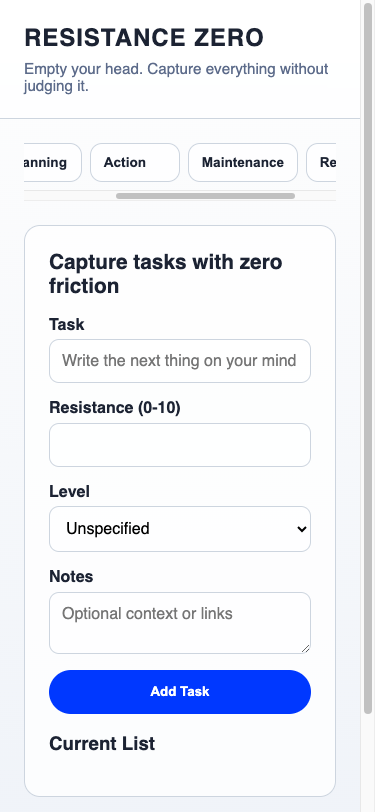 RESISTANCE ZERO
Empty your head. Capture everything without
judging it.
anning Action Maintenance Re
Capture tasks with zero
friction
Task
Write the next thing on your mind
Resistance (0-10)
Level
Unspecified
Notes
Optional context or links
Add Task
Current List